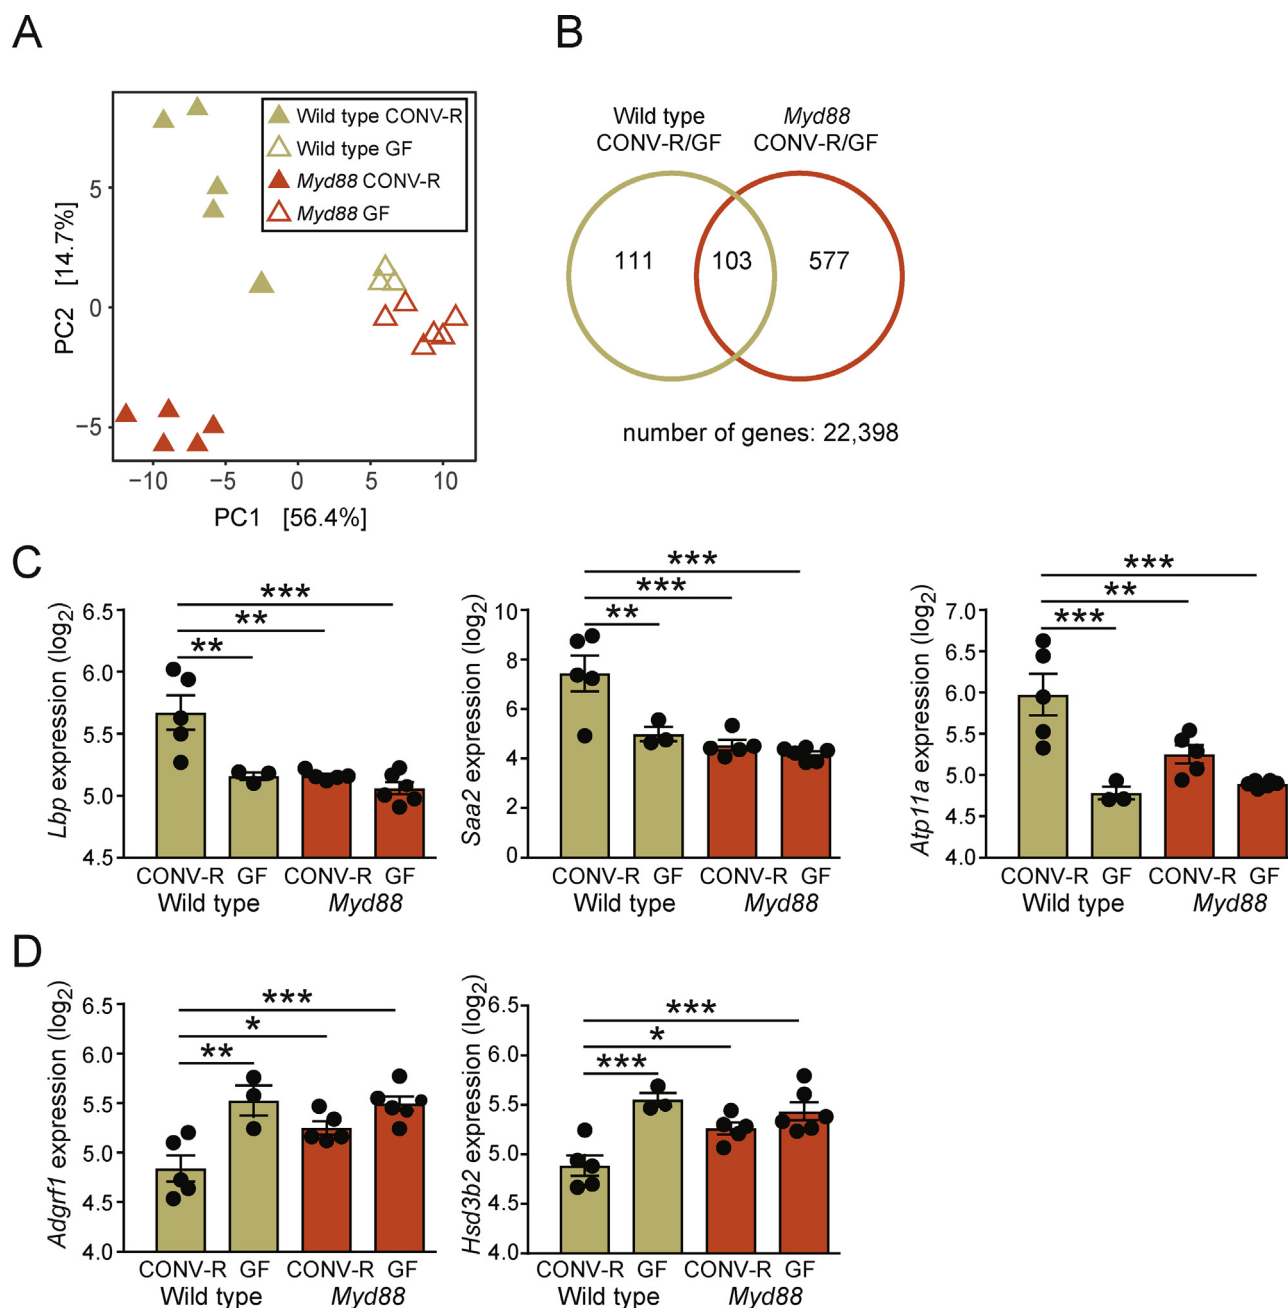 A
Wild type CONV-R
Wild type GF
Myd88 CONV-R
Myd88 GF
5
0
−5
PC2 [14.7%]
−10 −5 0 5 10
PC1 [56.4%]
B
Wild type
CONV-R/GF
Myd88
CONV-R/GF
111 103 577
number of genes: 22,398
C
Lbp expression (log2)
6.5
6.0
5.5
5.0
4.5
***
**
**
CONV-R GF CONV-R GF
Wild type Myd88
Saa2 expression (log2)
10
8
6
4
2
0
***
***
**
CONV-R GF CONV-R GF
Wild type Myd88
Atp11a expression (log2)
7.0
6.5
6.0
5.5
5.0
4.5
4.0
***
**
***
CONV-R GF CONV-R GF
Wild type Myd88
D
Adgrf1 expression (log2)
6.5
6.0
5.5
5.0
4.5
4.0
***
*
**
CONV-R GF CONV-R GF
Wild type Myd88
Hsd3b2 expression (log2)
6.5
6.0
5.5
5.0
4.5
4.0
***
*
***
CONV-R GF CONV-R GF
Wild type Myd88